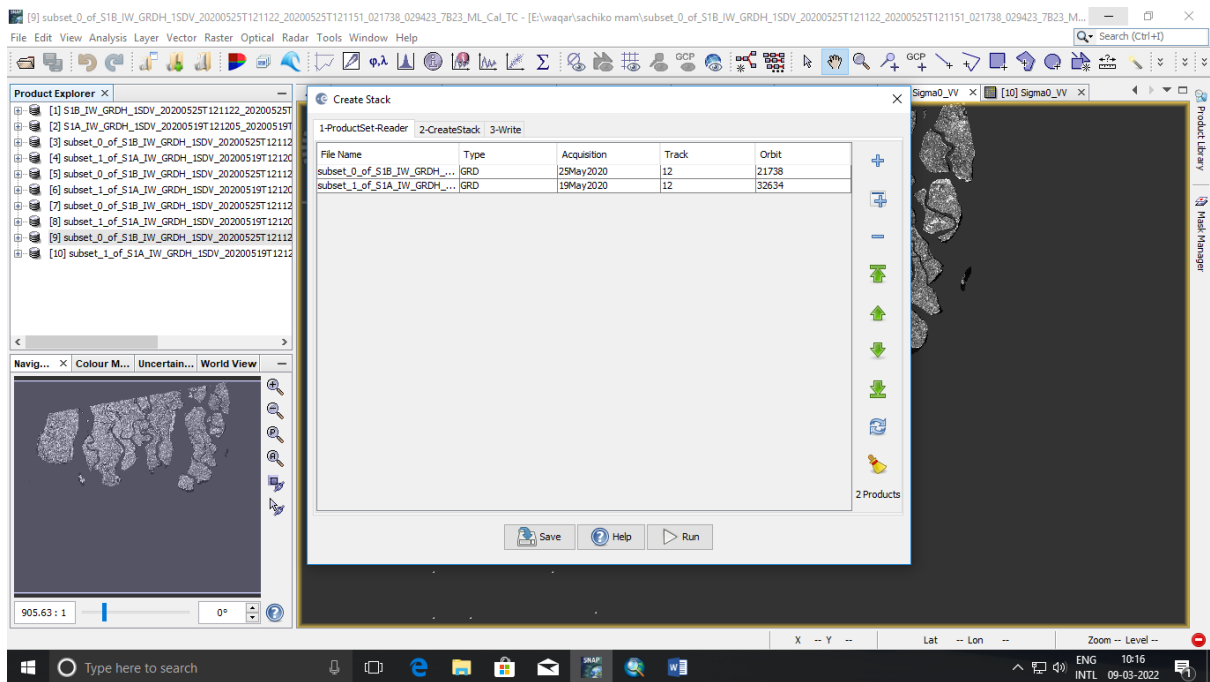 [9] subset_0_of_S1B_IW_GRDH_1SDV_20200525T121122_20200525T121151_021738_029423_7B23_ML_Cal_TC - [E:\waqar\sachiko mam\subset_0_of_S1B_IW_GRDH_1SDV_20200525T121122_20200525T121151_021738_029423_7B23_M...
File Edit View Analysis Layer Vector Raster Optical Radar Tools Window Help
Search (Ctrl+I)
φ,λ Σ GCP GCP
Product Explorer
[1] S1B_IW_GRDH_1SDV_20200525T121122_20200525T
[2] S1A_IW_GRDH_1SDV_20200519T121205_20200519T
[3] subset_0_of_S1B_IW_GRDH_1SDV_20200525T12112
[4] subset_1_of_S1A_IW_GRDH_1SDV_20200519T12120
[5] subset_0_of_S1B_IW_GRDH_1SDV_20200525T12112
[6] subset_1_of_S1A_IW_GRDH_1SDV_20200519T12120
[7] subset_0_of_S1B_IW_GRDH_1SDV_20200525T12112
[8] subset_1_of_S1A_IW_GRDH_1SDV_20200519T12120
[9] subset_0_of_S1B_IW_GRDH_1SDV_20200525T12112
[10] subset_1_of_S1A_IW_GRDH_1SDV_20200519T1212
Sigma0_VV
[10] Sigma0_VV
Create Stack
1-ProductSet-Reader 2-CreateStack 3-Write
File Name Type Acquisition Track Orbit
subset_0_of_S1B_IW_GRDH_... GRD 25May2020 12 21738
subset_1_of_S1A_IW_GRDH_... GRD 19May2020 12 32634
2 Products
Save Help Run
Product Library
Mask Manager
Navig... Colour M... Uncertain... World View
905.63 : 1 0°
X -- Y -- Lat -- Lon -- Zoom -- Level --
Type here to search
SNAP
ENG
INTL
10:16
09-03-2022